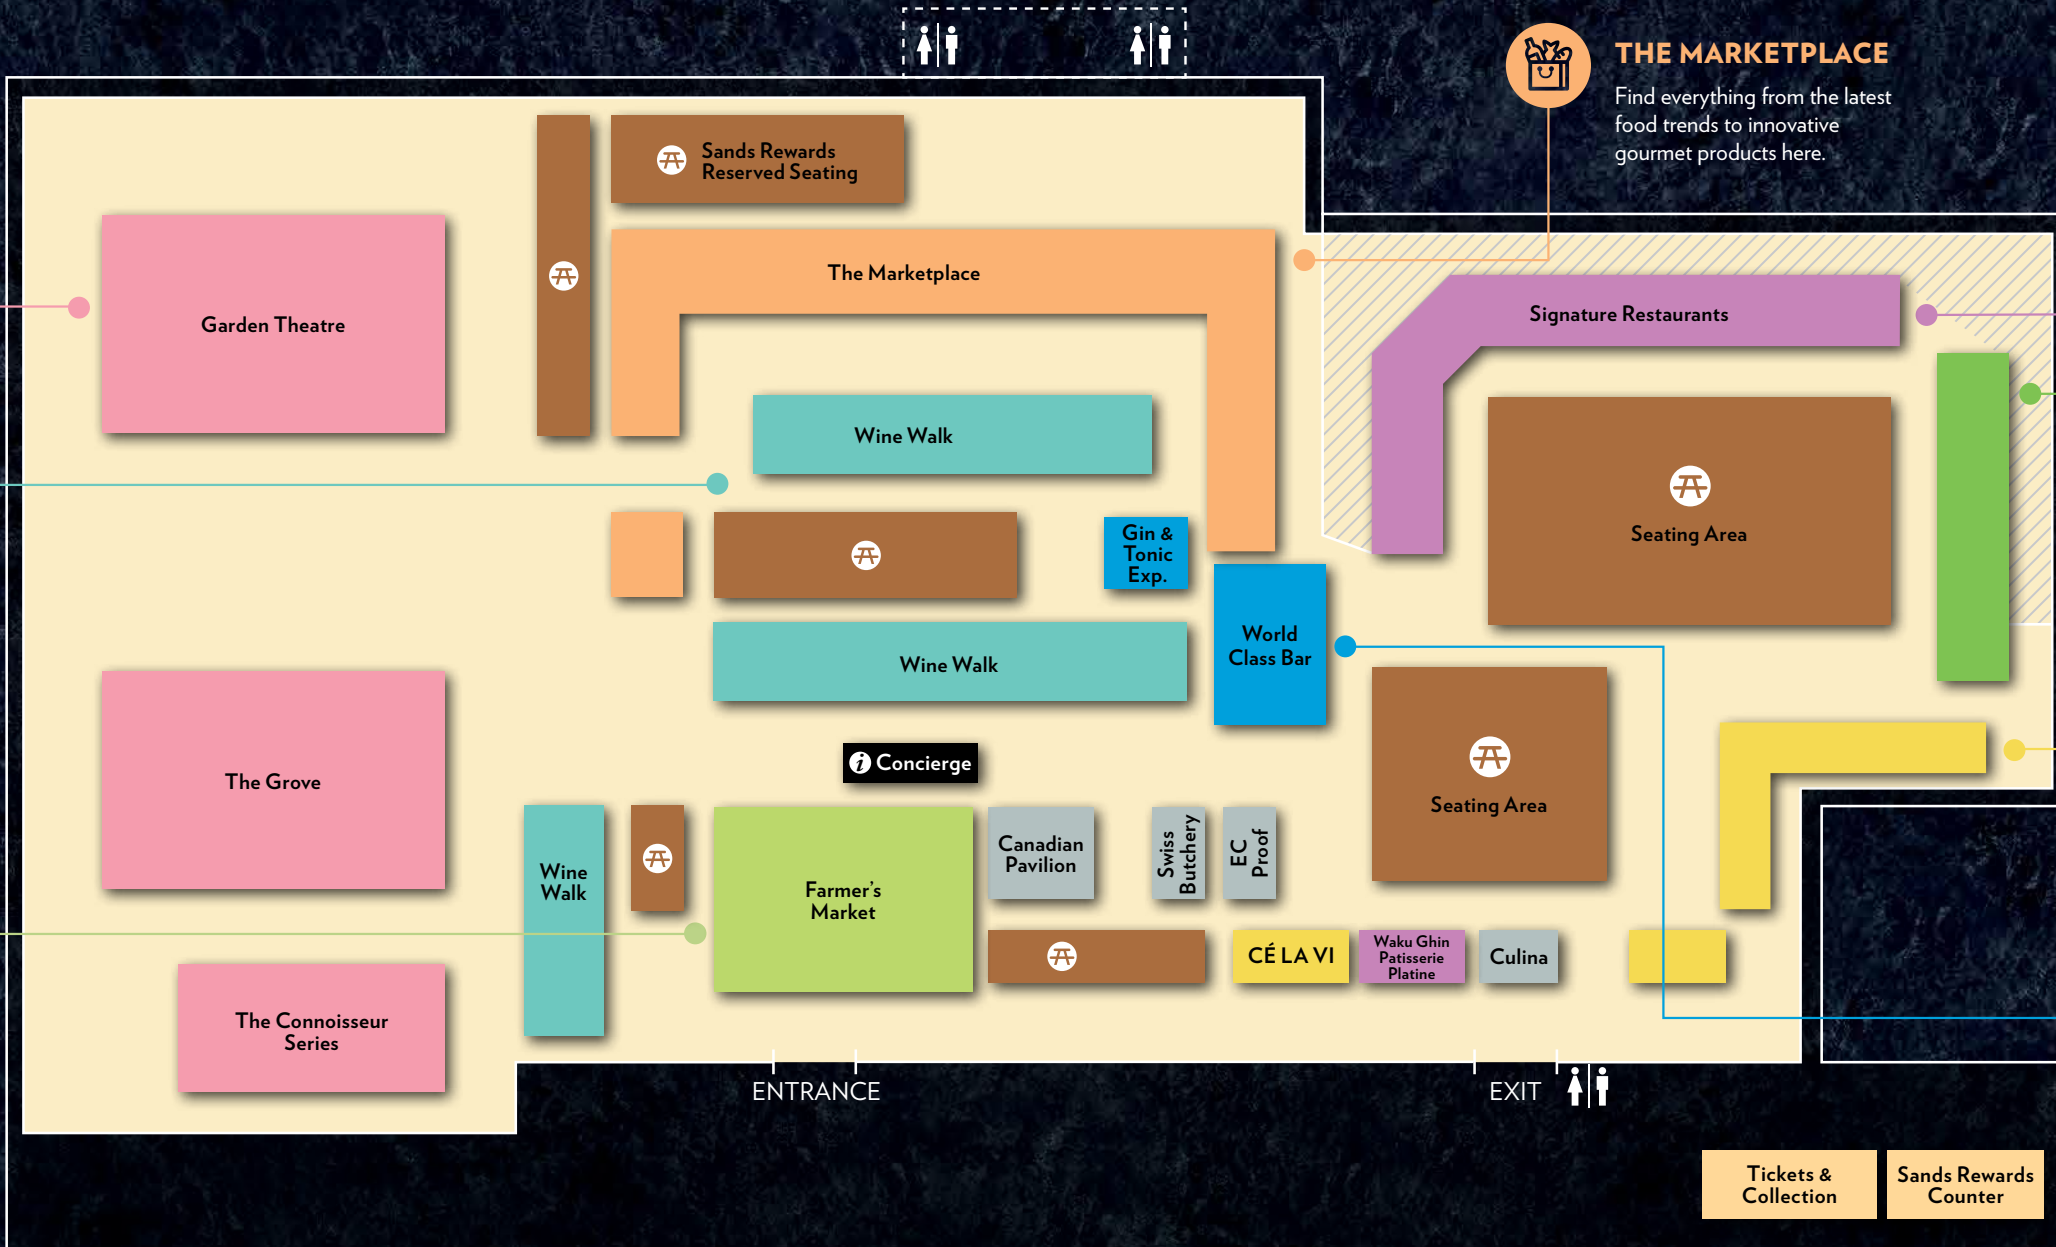 THE MARKETPLACE
Find everything from the latest
food trends to innovative
gourmet products here.
Sands Rewards
Reserved Seating
Garden Theatre
The Marketplace
Signature Restaurants
Wine Walk
Seating Area
Gin &
Tonic
Exp.
World
Class Bar
Wine Walk
The Grove
i Concierge
Seating Area
Wine
Walk
Farmer's
Market
Canadian
Pavilion
Swiss
Butchery
EC
Proof
CÉ LA VI
Waku Ghin
Patisserie
Platine
Culina
The Connoisseur
Series
ENTRANCE
EXIT
Tickets &
Collection
Sands Rewards
Counter